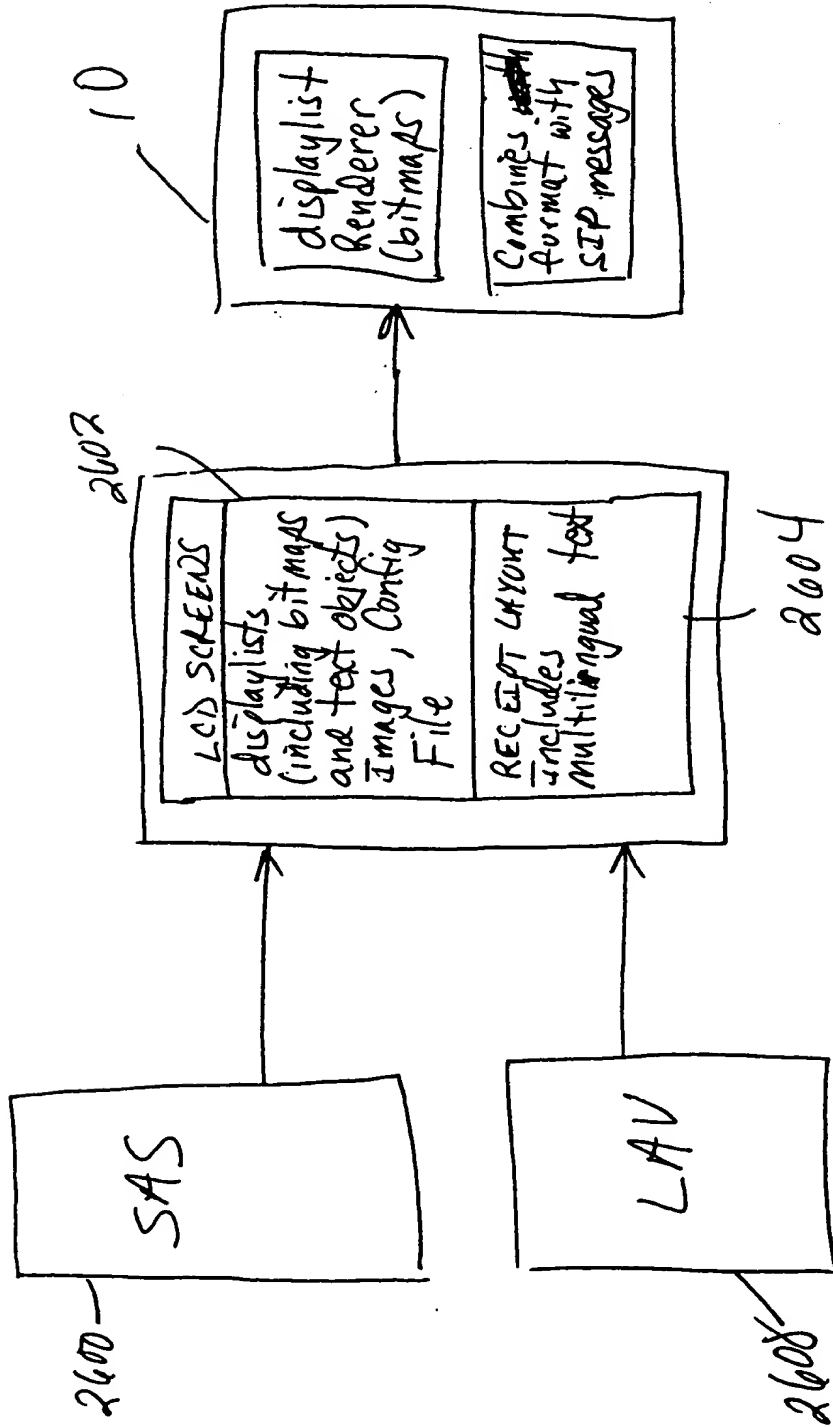 2600
SAS
2608
LAV
2602
LCD SCREENS
displaylists
(including bitmaps
and text objects)
Images, Config
File
RECEIPT LAYOUT
Includes
multilingual text
2604
10
displaylist
Renderer
(bitmaps)
Combines
format with
SIP messages